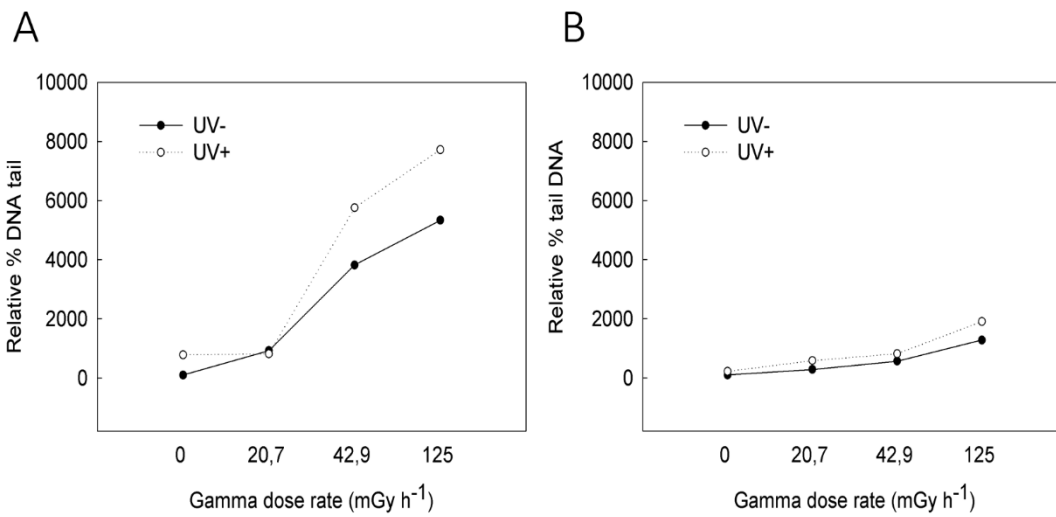 A
10000
8000
6000
4000
2000
0
Relative % DNA tail
UV-
UV+
0 20,7 42,9 125
Gamma dose rate (mGy h⁻¹)
B
10000
8000
6000
4000
2000
0
Relative % tail DNA
UV-
UV+
0 20,7 42,9 125
Gamma dose rate (mGy h⁻¹)